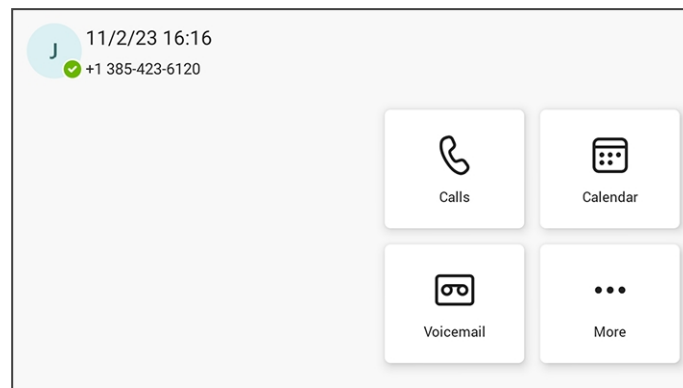 J
11/2/23 16:16
+1 385-423-6120
Calls
Calendar
Voicemail
More